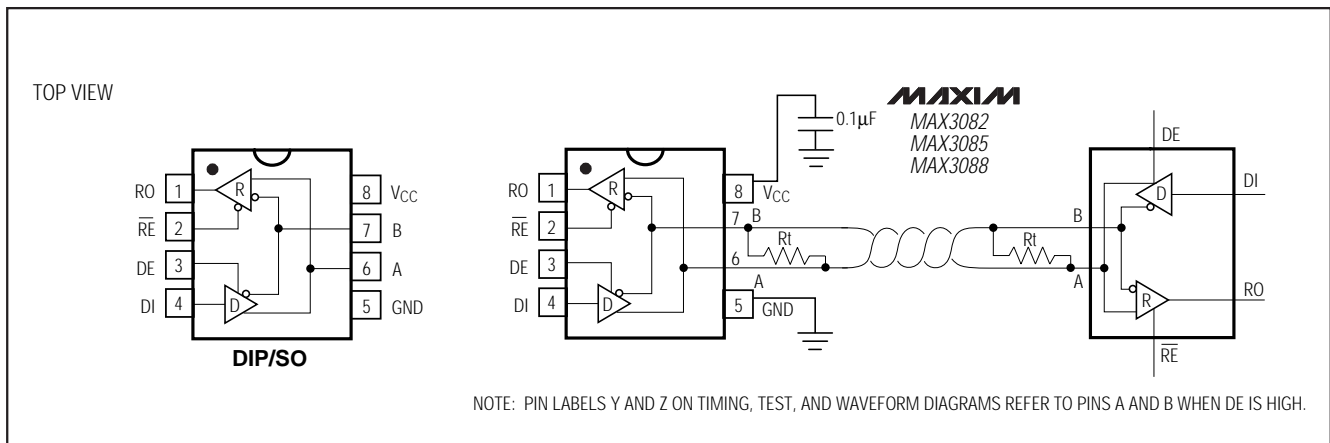 TOP VIEW
RO 1
R
8 VCC
RE 2
7 B
DE 3
6 A
DI 4
D
5 GND
DIP/SO
0.1µF
MAXIM
MAX3082
MAX3085
MAX3088
RO 1
R
8 VCC
RE 2
7 B
Rt
DE 3
6 A
DI 4
D
5 GND
DE
D
DI
B
Rt
A
R
RO
RE
NOTE: PIN LABELS Y AND Z ON TIMING, TEST, AND WAVEFORM DIAGRAMS REFER TO PINS A AND B WHEN DE IS HIGH.